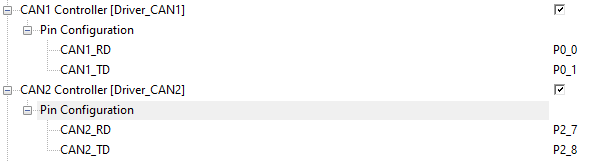 CAN1 Controller [Driver_CAN1]
Pin Configuration
CAN1_RD P0_0
CAN1_TD P0_1
CAN2 Controller [Driver_CAN2]
Pin Configuration
CAN2_RD P2_7
CAN2_TD P2_8